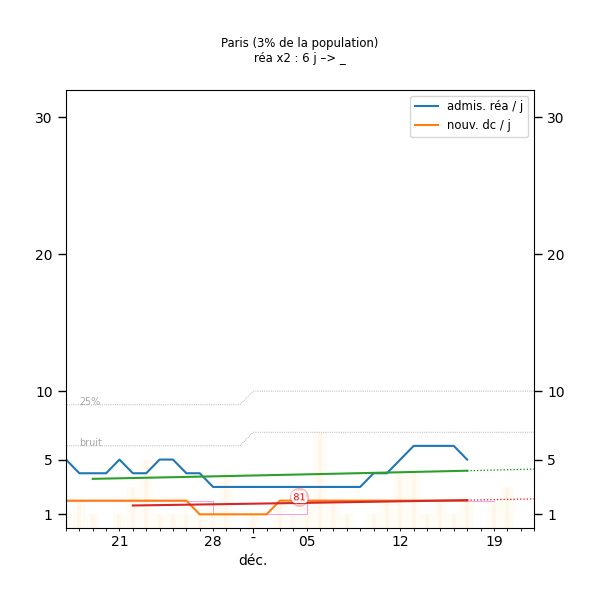 Paris (3% de la population)
réa x2 : 6 j –> _
admis. réa / j
nouv. dc / j
30 30
20 20
10 10
25%
bruit
5 5
81
1 1
21 28 - 05 12 19
déc.